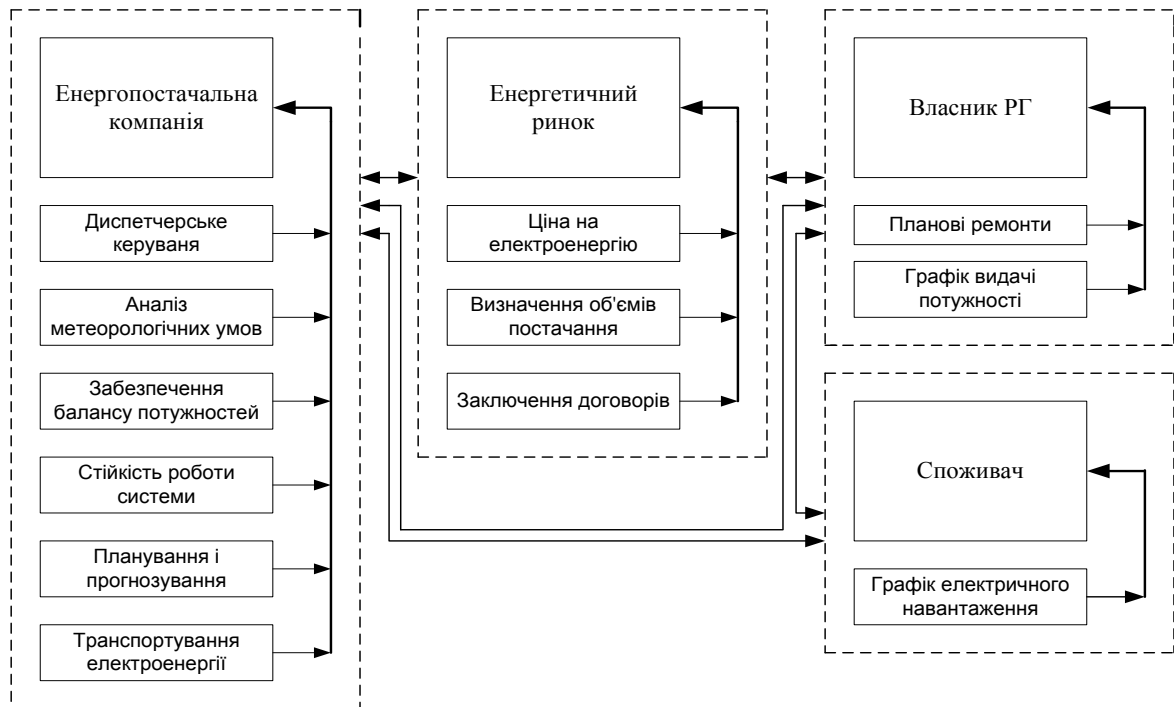 Енергопостачальна
компанія
Диспетчерське
керуваня
Аналіз
метеорологічних умов
Забезпечення
балансу потужностей
Стійкість роботи
системи
Планування і
прогнозування
Транспортування
електроенергії
Енергетичний
ринок
Ціна на
електроенергію
Визначення об'ємів
постачання
Заключення договорів
Власник РГ
Планові ремонти
Графік видачі
потужності
Споживач
Графік електричного
навантаження